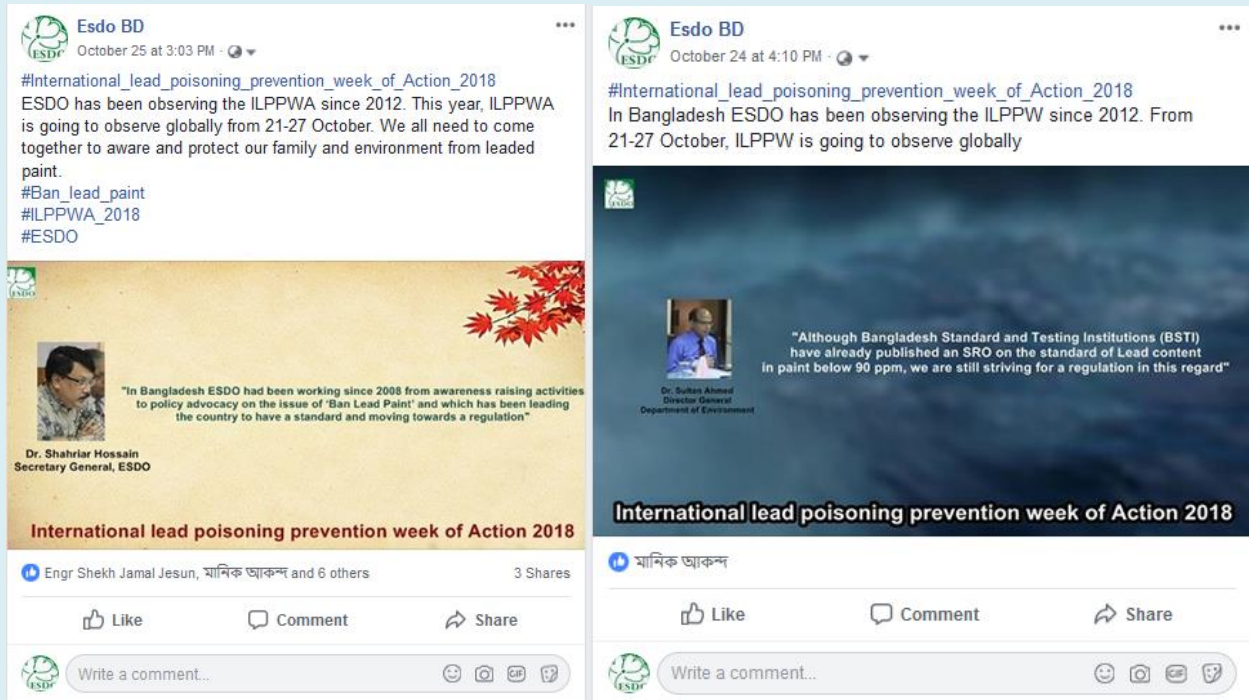 Esdo BD
October 25 at 3:03 PM ·
#International_lead_poisoning_prevention_week_of_Action_2018
ESDO has been observing the ILPPWA since 2012. This year, ILPPWA
is going to observe globally from 21-27 October. We all need to come
together to aware and protect our family and environment from leaded
paint.
#Ban_lead_paint
#ILPPWA_2018
#ESDO
ESDO
"In Bangladesh ESDO had been working since 2008 from awareness raising activities
to policy advocacy on the issue of 'Ban Lead Paint' and which has been leading
the country to have a standard and moving towards a regulation"
Dr. Shahriar Hossain
Secretary General, ESDO
International lead poisoning prevention week of Action 2018
Engr Shekh Jamal Jesun, মানিক আকন্দ and 6 others
3 Shares
Like
Comment
Share
ESDO
Write a comment...
GIF
Esdo BD
October 24 at 4:10 PM ·
#International_lead_poisoning_prevention_week_of_Action_2018
In Bangladesh ESDO has been observing the ILPPW since 2012. From
21-27 October, ILPPW is going to observe globally
ESDO
"Although Bangladesh Standard and Testing Institutions (BSTI)
have already published an SRO on the standard of Lead content
in paint below 90 ppm, we are still striving for a regulation in this regard"
Dr. Sultan Ahmed
Director General
Department of Environment
International lead poisoning prevention week of Action 2018
মানিক আকন্দ
Like
Comment
Share
ESDO
Write a comment...
GIF